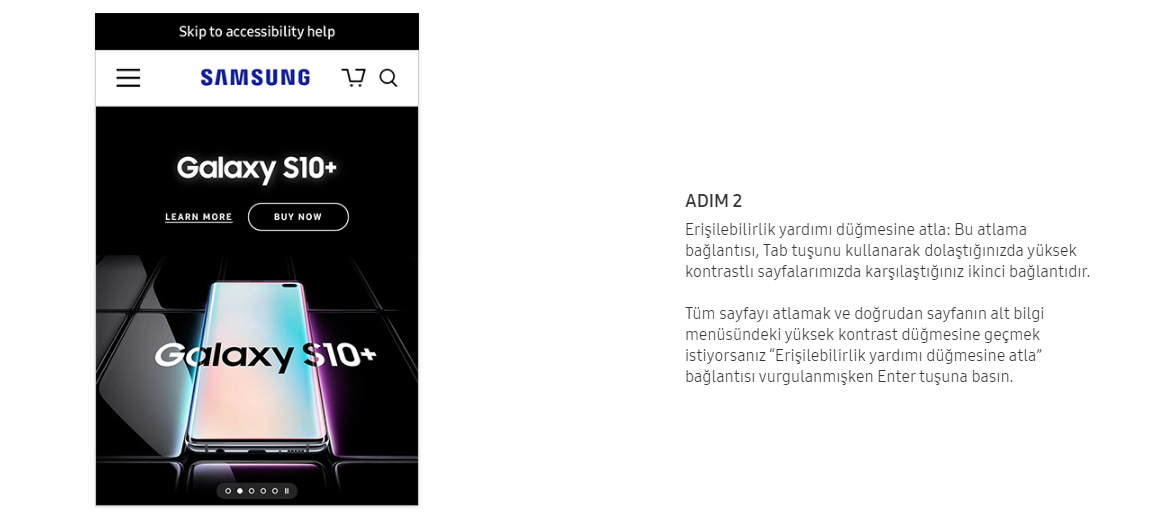 Skip to accessibility help
SAMSUNG
Galaxy S10+
LEARN MORE
BUY NOW
Galaxy S10+
ADIM 2
Erişilebilirlik yardımı düğmesine atla: Bu atlama
bağlantısı, Tab tuşunu kullanarak dolaştığınızda yüksek
kontrastlı sayfalarımızda karşılaştığınız ikinci bağlantıdır.
Tüm sayfayı atlamak ve doğrudan sayfanın alt bilgi
menüsündeki yüksek kontrast düğmesine geçmek
istiyorsanız “Erişilebilirlik yardımı düğmesine atla”
bağlantısı vurgulanmışken Enter tuşuna basın.